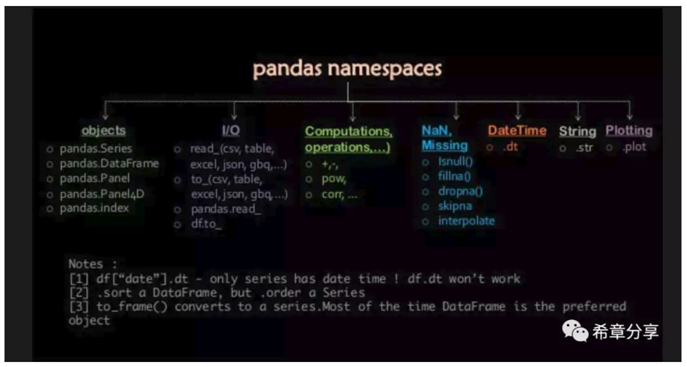 pandas namespaces
objects
pandas.Series
pandas.DataFrame
pandas.Panel
pandas.Panel4D
pandas.index
I/O
read_(csv, table,
excel, json, gbq,...)
to_(csv, table,
excel, json, gbq,...)
pandas.read_
df.to_
Computations,
operations,...)
+,-,
pow,
corr, ...
NaN,
Missing
Isnull()
fillna()
dropna()
skipna
interpolate
DateTime
.dt
String
.str
Plotting
.plot
Notes :
[1] df["date"].dt - only series has date time ! df.dt won't work
[2] .sort a DataFrame, but .order a Series
[3] to_frame() converts to a series.Most of the time DataFrame is the preferred
object
希章分享